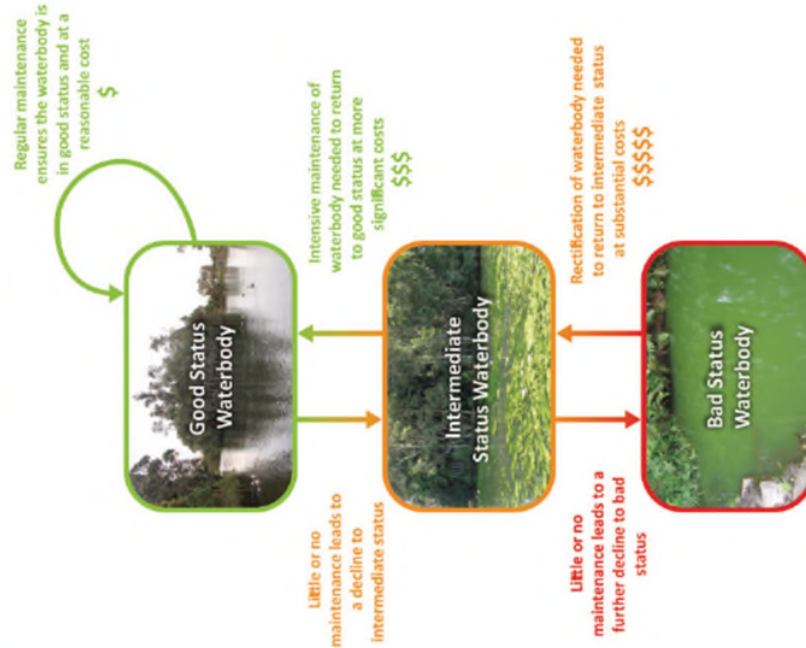 Regular maintenance
ensures the waterbody is
in good status and at a
reasonable cost
$
Good Status
Waterbody
Little or no
maintenance leads to
a decline to
intermediate status
Intensive maintenance of
waterbody needed to return
to good status at more
significant costs
$$$
Intermediate
Status Waterbody
Little or no
maintenance leads to a
further decline to bad
status
Rectification of waterbody needed
to return to intermediate status
at substantial costs
$$$$$
Bad Status
Waterbody